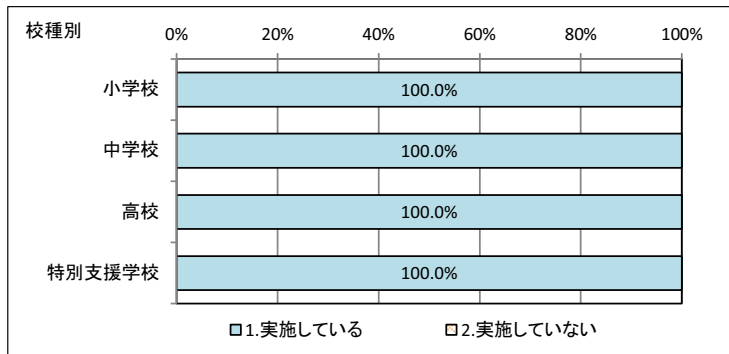 校種別
0% 20% 40% 60% 80% 100%
小学校 100.0%
中学校 100.0%
高校 100.0%
特別支援学校 100.0%
1.実施している 2.実施していない